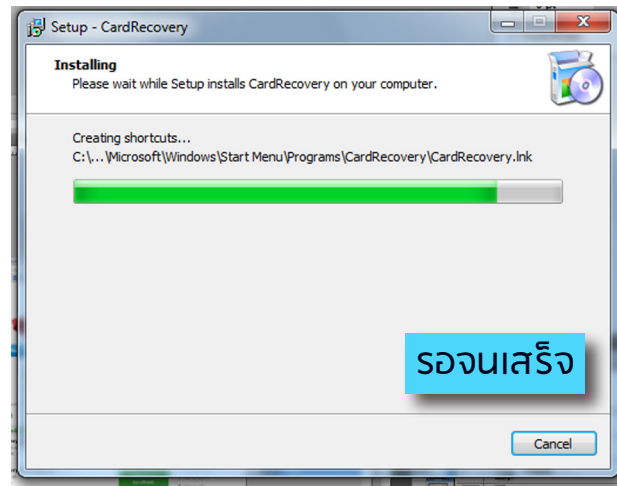 Setup - CardRecovery
Installing
Please wait while Setup installs CardRecovery on your computer.
Creating shortcuts...
C:\...\Microsoft\Windows\Start Menu\Programs\CardRecovery\CardRecovery.lnk
รอจนเสร็จ
Cancel